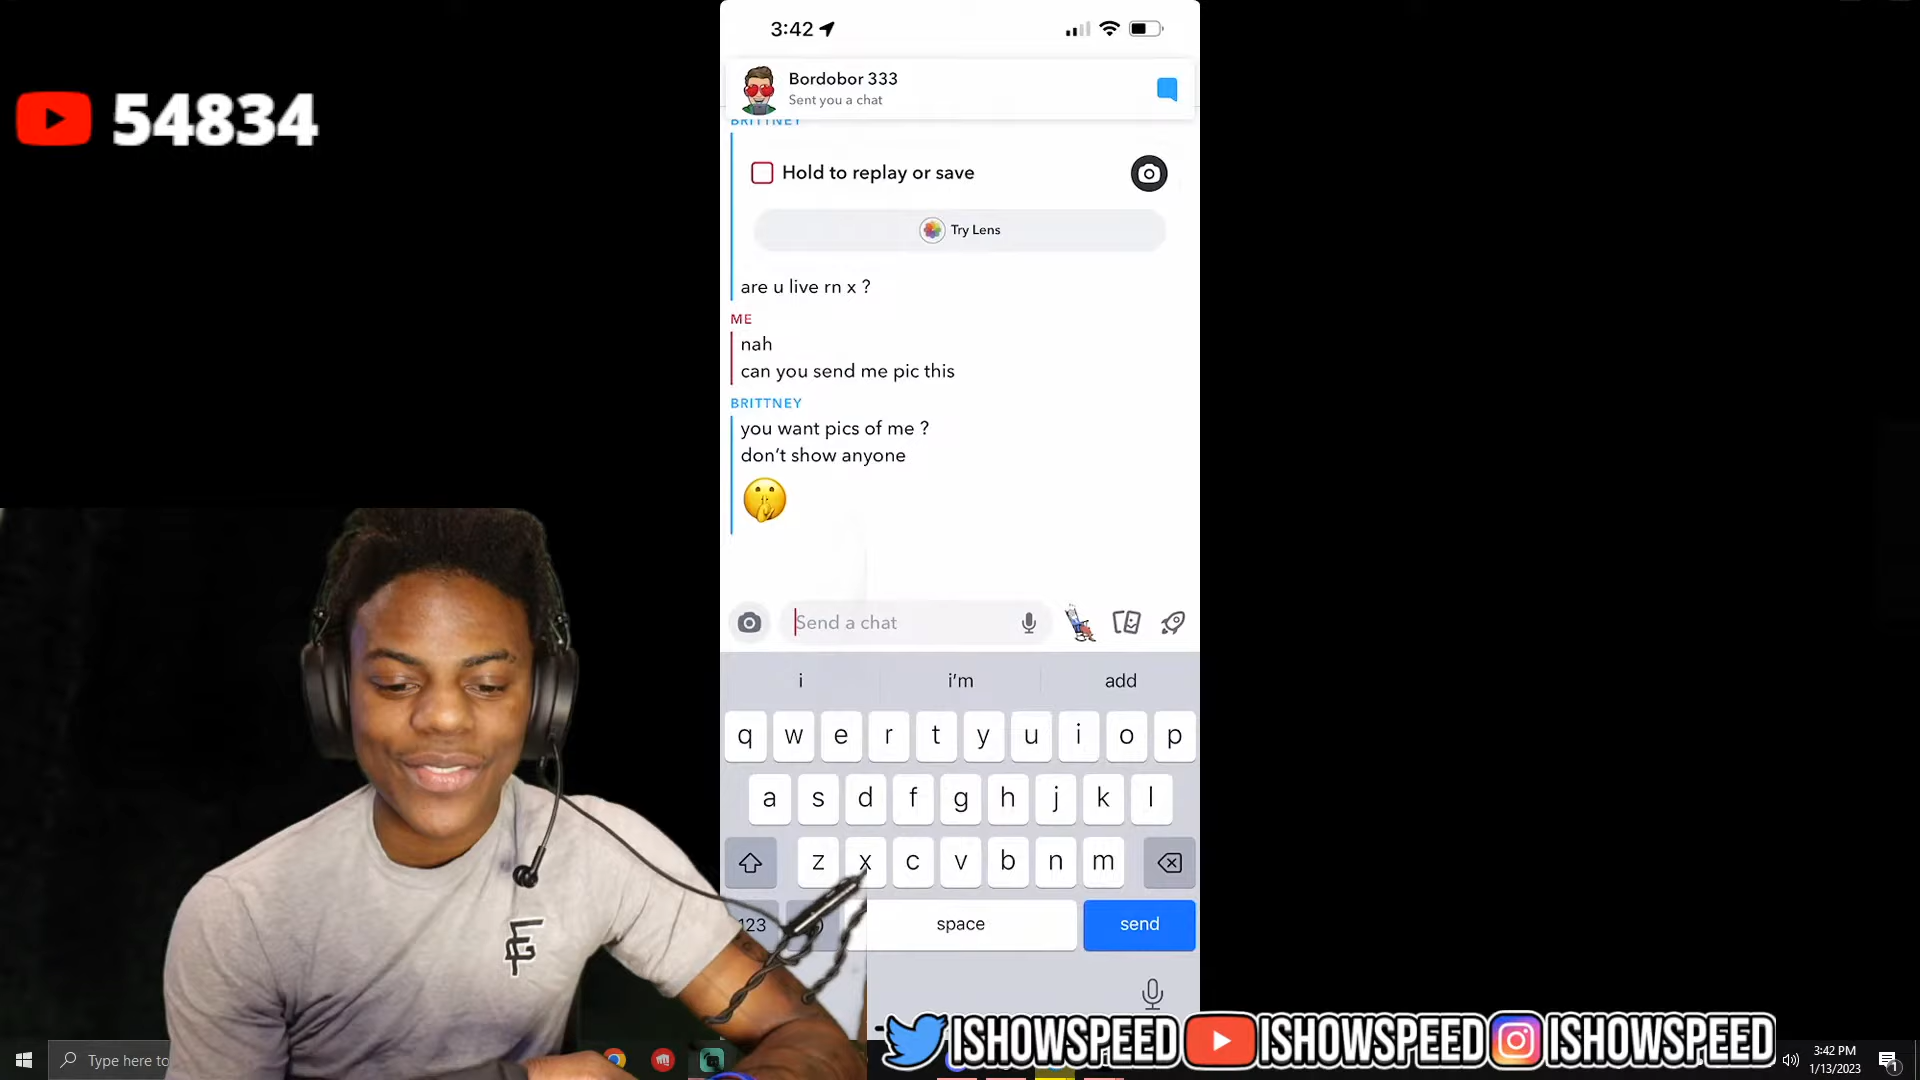 54834
3:42
Bordobor 333
Sent you a chat
BRITTNEY
Hold to replay or save
Try Lens
are u live rn x ?
ME
nah
can you send me pic this
BRITTNEY
you want pics of me ?
don't show anyone
Send a chat
i i'm add
q w e r t y u i o p
a s d f g h j k l
z x c v b n m
123 space send
ISHOWSPEED ISHOWSPEED ISHOWSPEED
Type here to
3:42 PM
1/13/2023
1